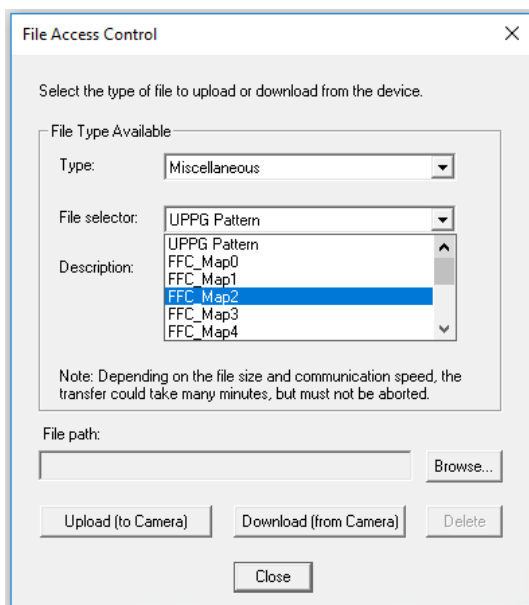 File Access Control
Select the type of file to upload or download from the device.
File Type Available
Type: Miscellaneous
File selector: UPPG Pattern
UPPG Pattern
FFC_Map0
Description: FFC_Map1
FFC_Map2
FFC_Map3
FFC_Map4
Note: Depending on the file size and communication speed, the
transfer could take many minutes, but must not be aborted.
File path:
Browse...
Upload (to Camera) Download (from Camera) Delete
Close